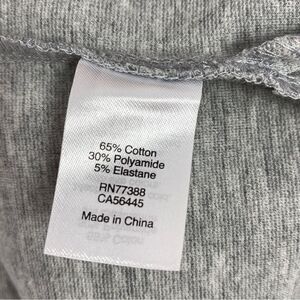 65% Cotton
30% Polyamide
5% Elastane
RN77388
CA56445
Made in China